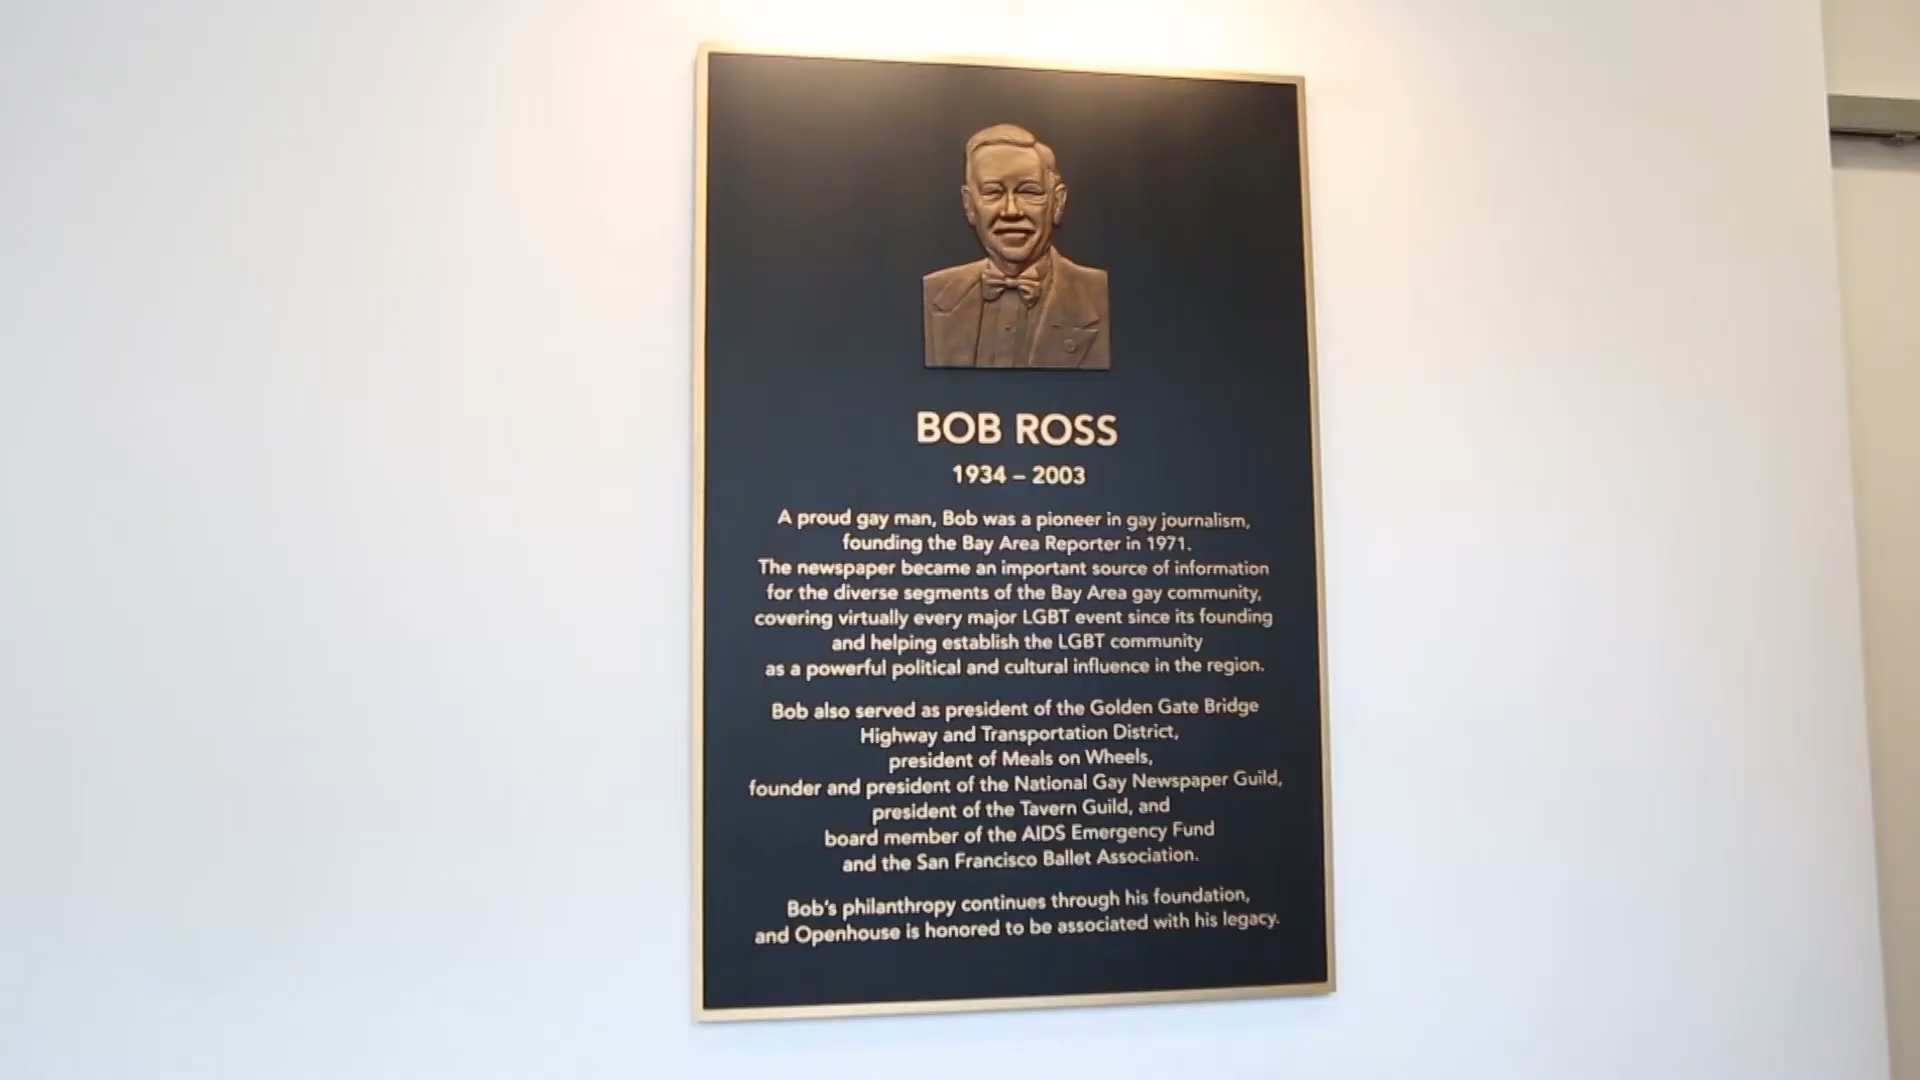 BOB ROSS
1934 – 2003
A proud gay man, Bob was a pioneer in gay journalism,
founding the Bay Area Reporter in 1971.
The newspaper became an important source of information
for the diverse segments of the Bay Area gay community,
covering virtually every major LGBT event since its founding
and helping establish the LGBT community
as a powerful political and cultural influence in the region.
Bob also served as president of the Golden Gate Bridge
Highway and Transportation District,
president of Meals on Wheels,
founder and president of the National Gay Newspaper Guild,
president of the Tavern Guild, and
board member of the AIDS Emergency Fund
and the San Francisco Ballet Association.
Bob's philanthropy continues through his foundation,
and Openhouse is honored to be associated with his legacy.